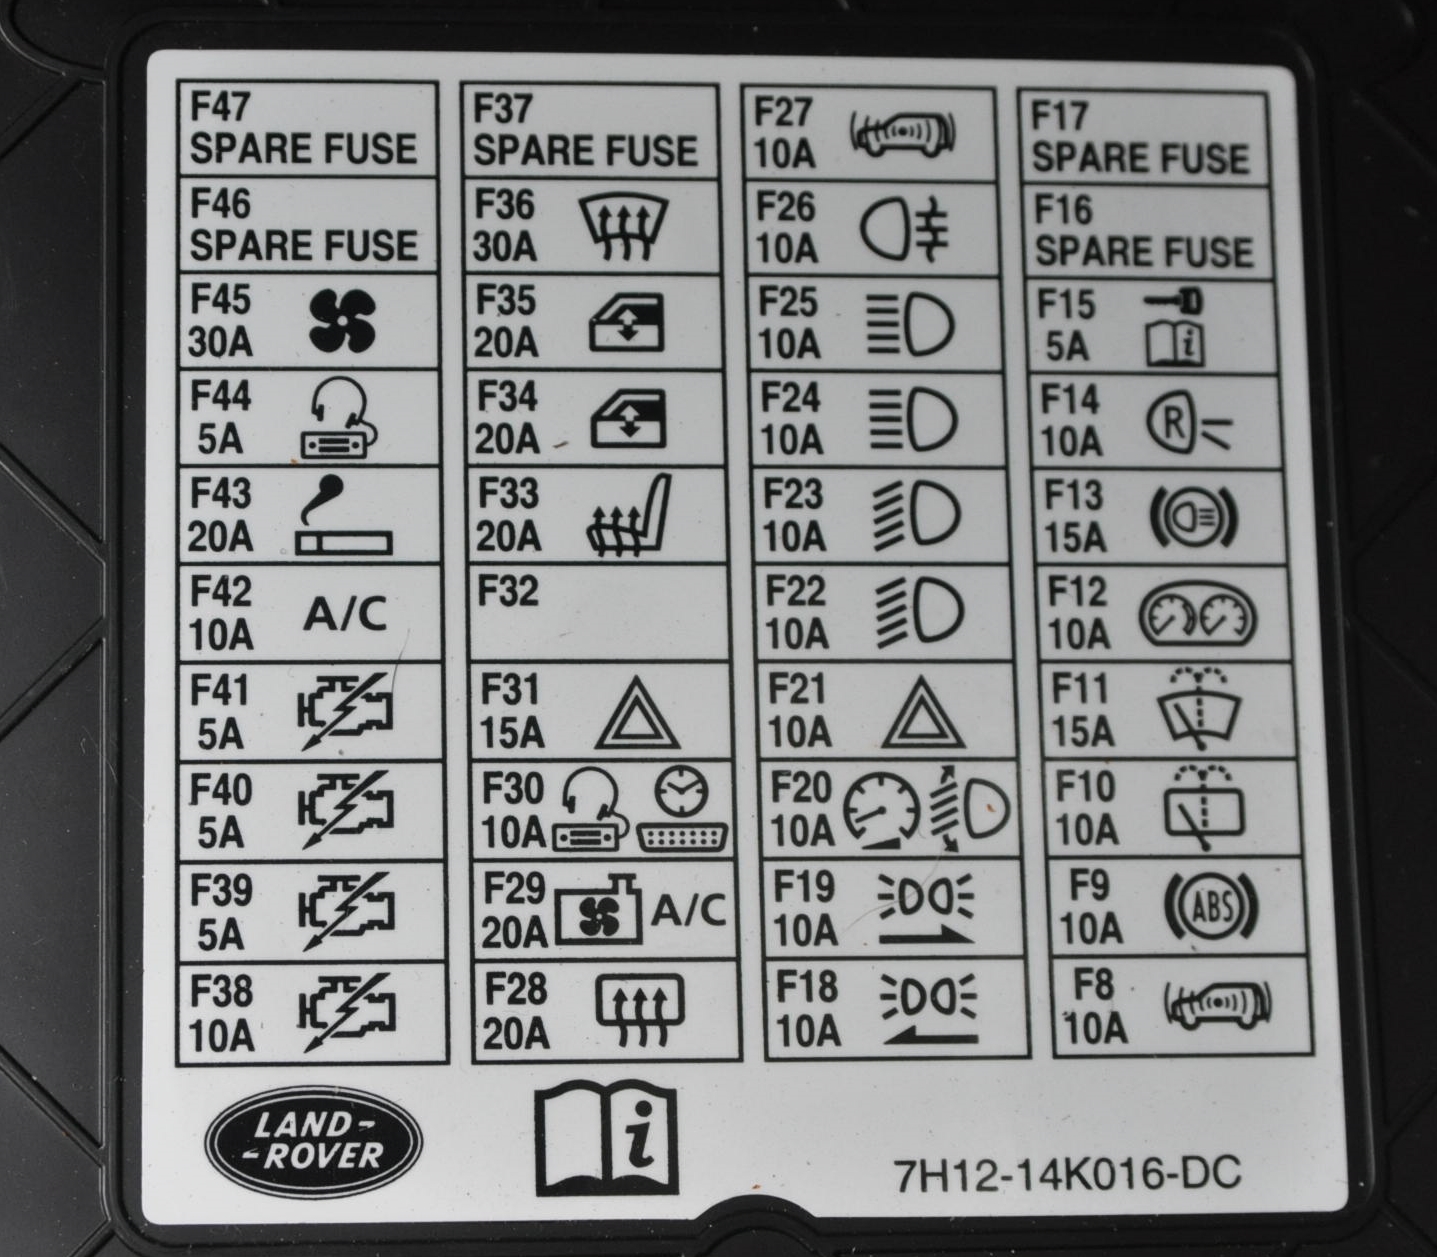 F47
SPARE FUSE
F46
SPARE FUSE
F45
30A
F44
5A
F43
20A
F42
10A
A/C
F41
5A
F40
5A
F39
5A
F38
10A
F37
SPARE FUSE
F36
30A
F35
20A
F34
20A
F33
20A
F32
F31
15A
F30
10A
F29
20A
A/C
F28
20A
F27
10A
F26
10A
F25
10A
F24
10A
F23
10A
F22
10A
F21
10A
F20
10A
F19
10A
F18
10A
F17
SPARE FUSE
F16
SPARE FUSE
F15
5A
i
F14
10A
R
F13
15A
F12
10A
F11
15A
F10
10A
F9
10A
ABS
F8
10A
LAND-
-ROVER
i
7H12-14K016-DC